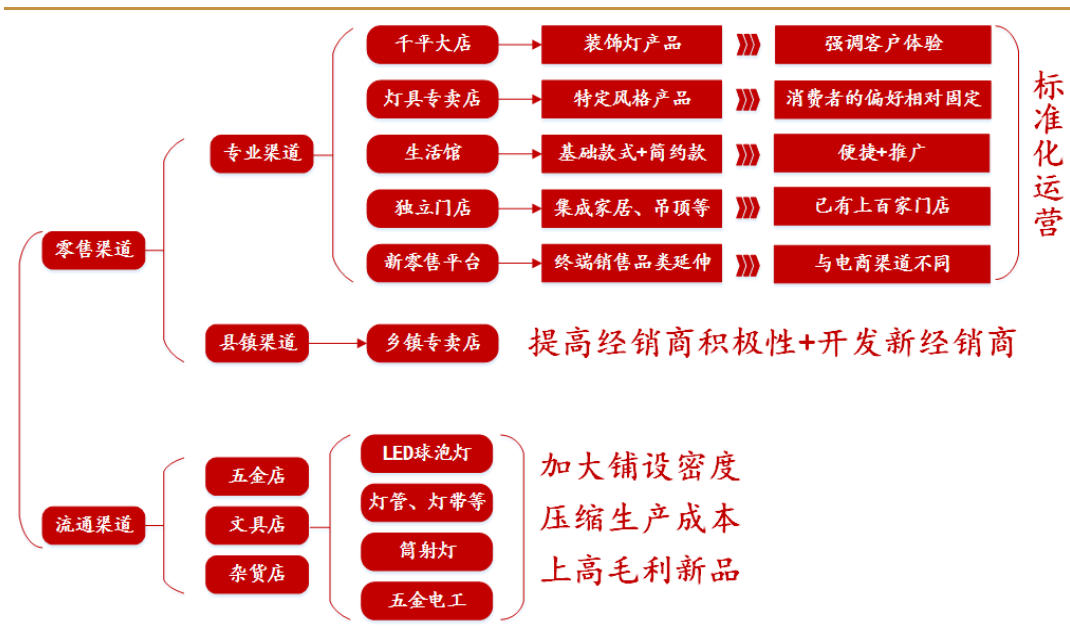 千平大店
装饰灯产品
强调客户体验
灯具专卖店
特定风格产品
消费者的偏好相对固定
专业渠道
生活馆
基础款式+简约款
便捷+推广
独立门店
集成家居、吊顶等
已有上百家门店
零售渠道
新零售平台
终端销售品类延伸
与电商渠道不同
标准化运营
县镇渠道
乡镇专卖店
提高经销商积极性+开发新经销商
流通渠道
五金店
文具店
杂货店
LED球泡灯
灯管、灯带等
筒射灯
五金电工
加大铺设密度
压缩生产成本
上高毛利新品